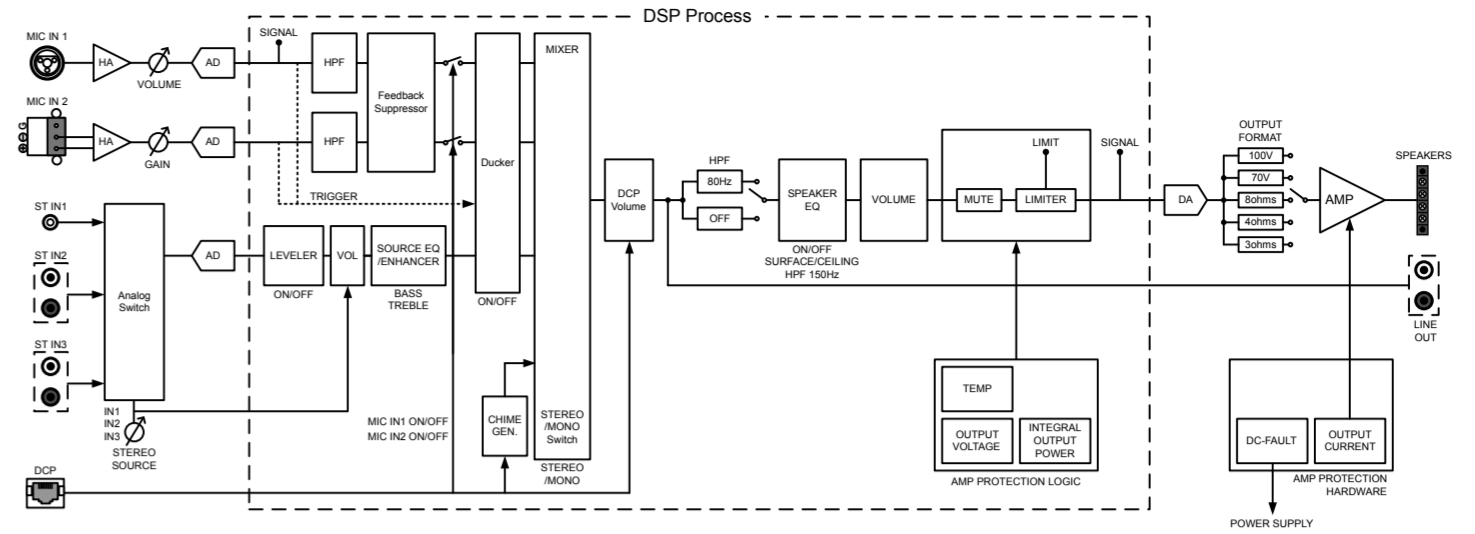 DSP Process
MIC IN 1
HA
VOLUME
AD
SIGNAL
HPF
Feedback
Suppressor
MIC IN 2
G
HA
GAIN
AD
HPF
TRIGGER
Ducker
ON/OFF
MIXER
STEREO
/MONO
Switch
STEREO
/MONO
ST IN1
ST IN2
ST IN3
Analog
Switch
IN1
IN2
IN3
STEREO
SOURCE
AD
LEVELER
ON/OFF
VOL
SOURCE EQ
/ENHANCER
BASS
TREBLE
MIC IN1 ON/OFF
MIC IN2 ON/OFF
CHIME
GEN.
DCP
DCP
Volume
HPF
80Hz
OFF
SPEAKER
EQ
ON/OFF
SURFACE/CEILING
HPF 150Hz
VOLUME
MUTE
LIMIT
LIMITER
SIGNAL
TEMP
OUTPUT
VOLTAGE
INTEGRAL
OUTPUT
POWER
AMP PROTECTION LOGIC
DA
OUTPUT
FORMAT
100V
70V
8ohms
4ohms
3ohms
AMP
SPEAKERS
LINE
OUT
DC-FAULT
OUTPUT
CURRENT
AMP PROTECTION
HARDWARE
POWER SUPPLY